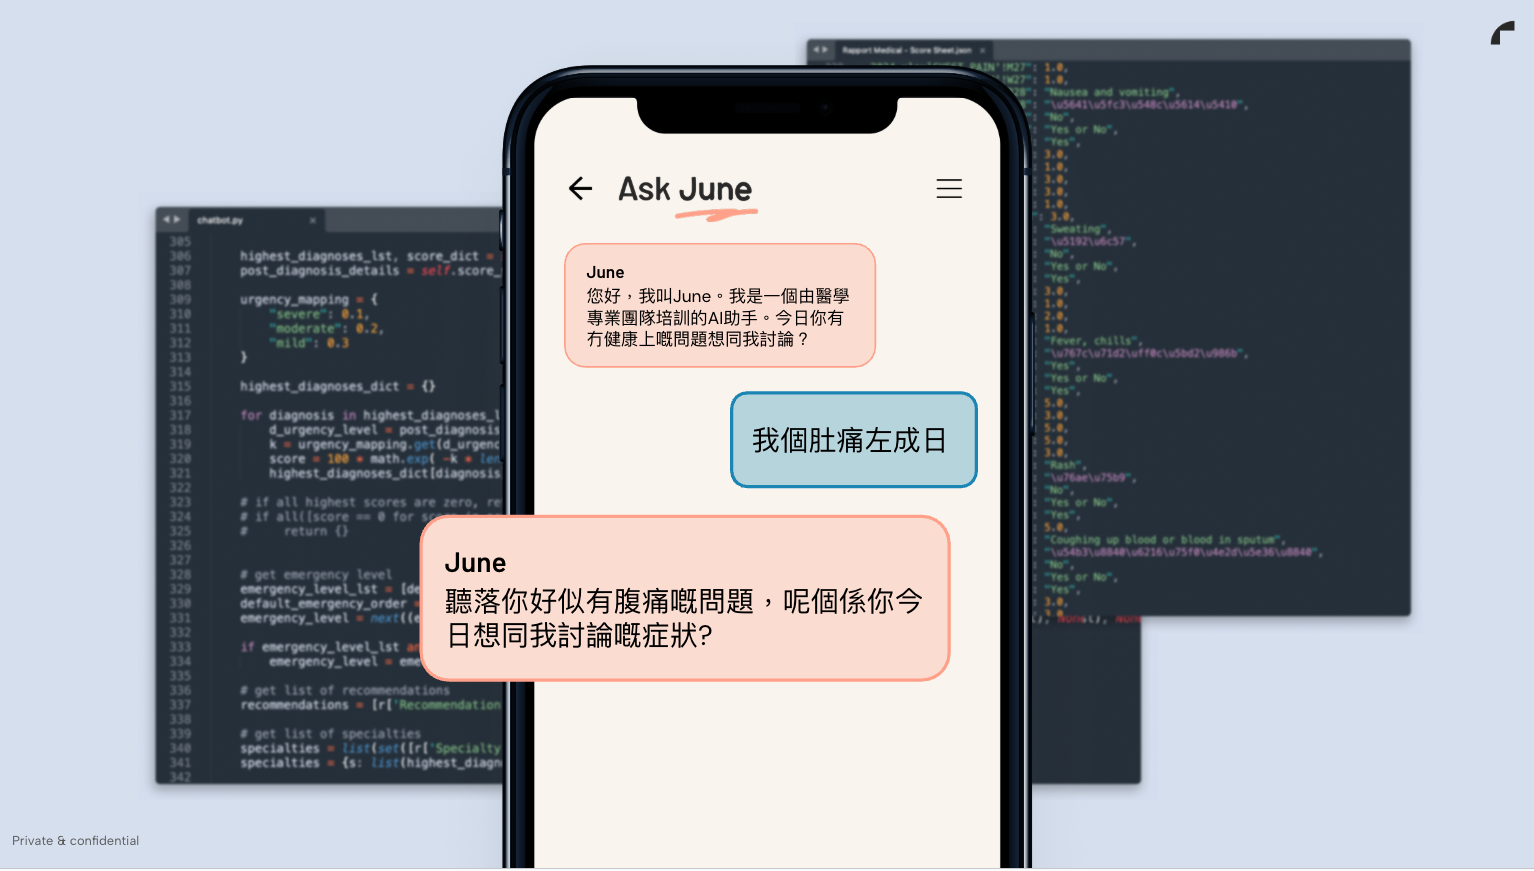 Rapport Medical - Score Sheet.json
1.0,
1.0,
"Nausea and vomiting",
"\u5641\u5fc3\u548c\u5614\u5410",
"No",
"Yes or No",
"Yes",
3.0,
1.0,
3.0,
3.0,
1.0,
": 3.0,
"Sweating",
"\u5192\u6c57",
"No",
"Yes or No",
"Yes",
3.0,
1.0,
2.0,
1.0,
"Fever, chills",
"\u767c\u71d2\uff0c\u5bd2\u986b",
"Yes",
"Yes or No",
"Yes",
5.0,
3.0,
5.0,
5.0,
3.0,
"Rash",
"\u76ae\u75b9",
"No",
"Yes or No",
"Yes",
5.0,
"Coughing up blood or blood in sputum",
"\u54b3\u8840\u6216\u75f0\u4e2d\u5e36\u8840",
"No",
"Yes or No",
"Yes",
3.0,
chatbot.py
305
306 highest_diagnoses_lst, score_dict =
307 post_diagnosis_details = self.score_
308
309 urgency_mapping = {
310 "severe": 0.1,
311 "moderate": 0.2,
312 "mild": 0.3
313 }
314
315 highest_diagnoses_dict = {}
316
317 for diagnosis in highest_diagnoses_l
318 d_urgency_level = post_diagnosis
319 k = urgency_mapping.get(d_urgenc
320 score = 100 * math.exp( -k * len
321 highest_diagnoses_dict[diagnosis
322
323 # if all highest scores are zero, re
324 # if all([score == 0 for
325 # return {}
326
327
328 # get emergency level
329 emergency_level_lst = [de
330 default_emergency_order =
331 emergency_level = next((e
332
333 if emergency_level_lst an
334 emergency_level = eme
335
336 # get list of recommendations
337 recommendations = [r['Recommendation
338
339 # get list of specialties
340 specialties = list(set([r['Specialty
341 specialties = {s: list(highest_diagn
342
Ask June
June
您好，我叫June。我是一個由醫學
專業團隊培訓的AI助手。今日你有
冇健康上嘅問題想同我討論？
我個肚痛左成日
June
聽落你好似有腹痛嘅問題，呢個係你今
日想同我討論嘅症狀?
Private & confidential